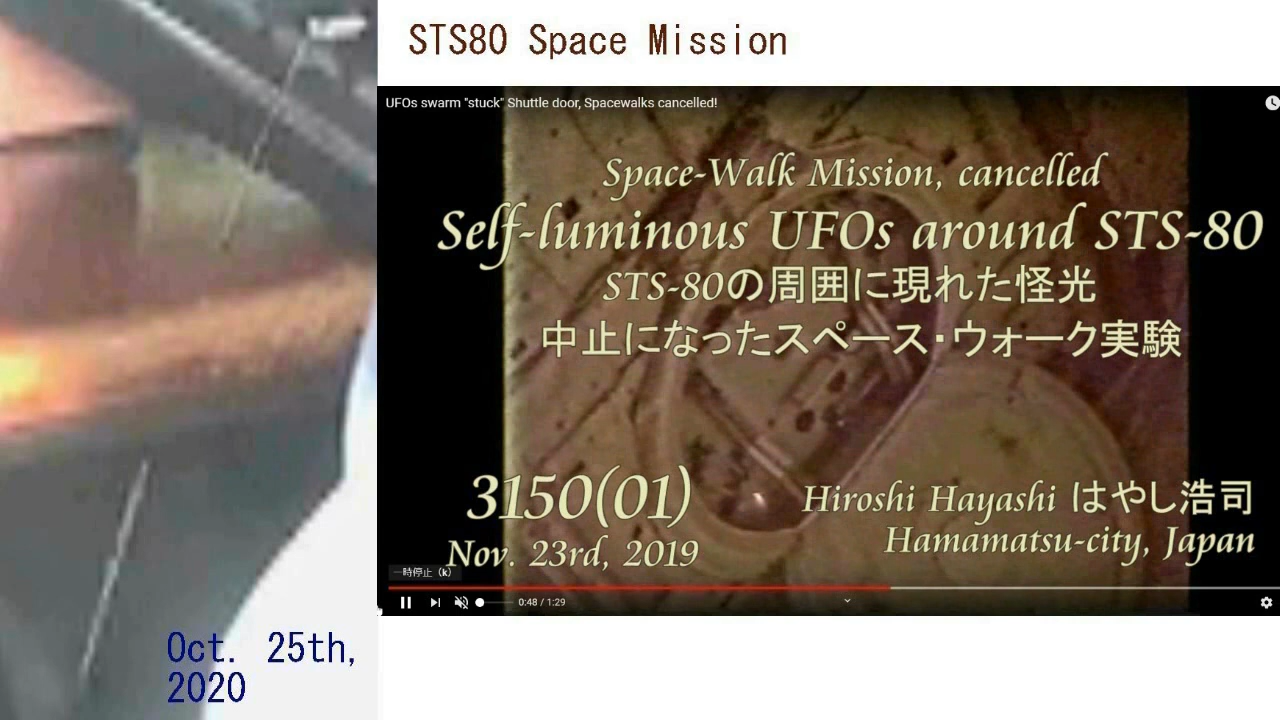 STS80 Space Mission
UFOs swarm "stuck" Shuttle door, Spacewalks cancelled!
Space-Walk Mission, cancelled
Self-luminous UFOs around STS-80
STS-80の周囲に現れた怪光
中止になったスペース・ウォーク実験
3150(01)
Nov. 23rd, 2019
Hiroshi Hayashi はやし浩司
Hamamatsu-city, Japan
一時停止（k）
0:48 / 1:29
Oct. 25th,
2020